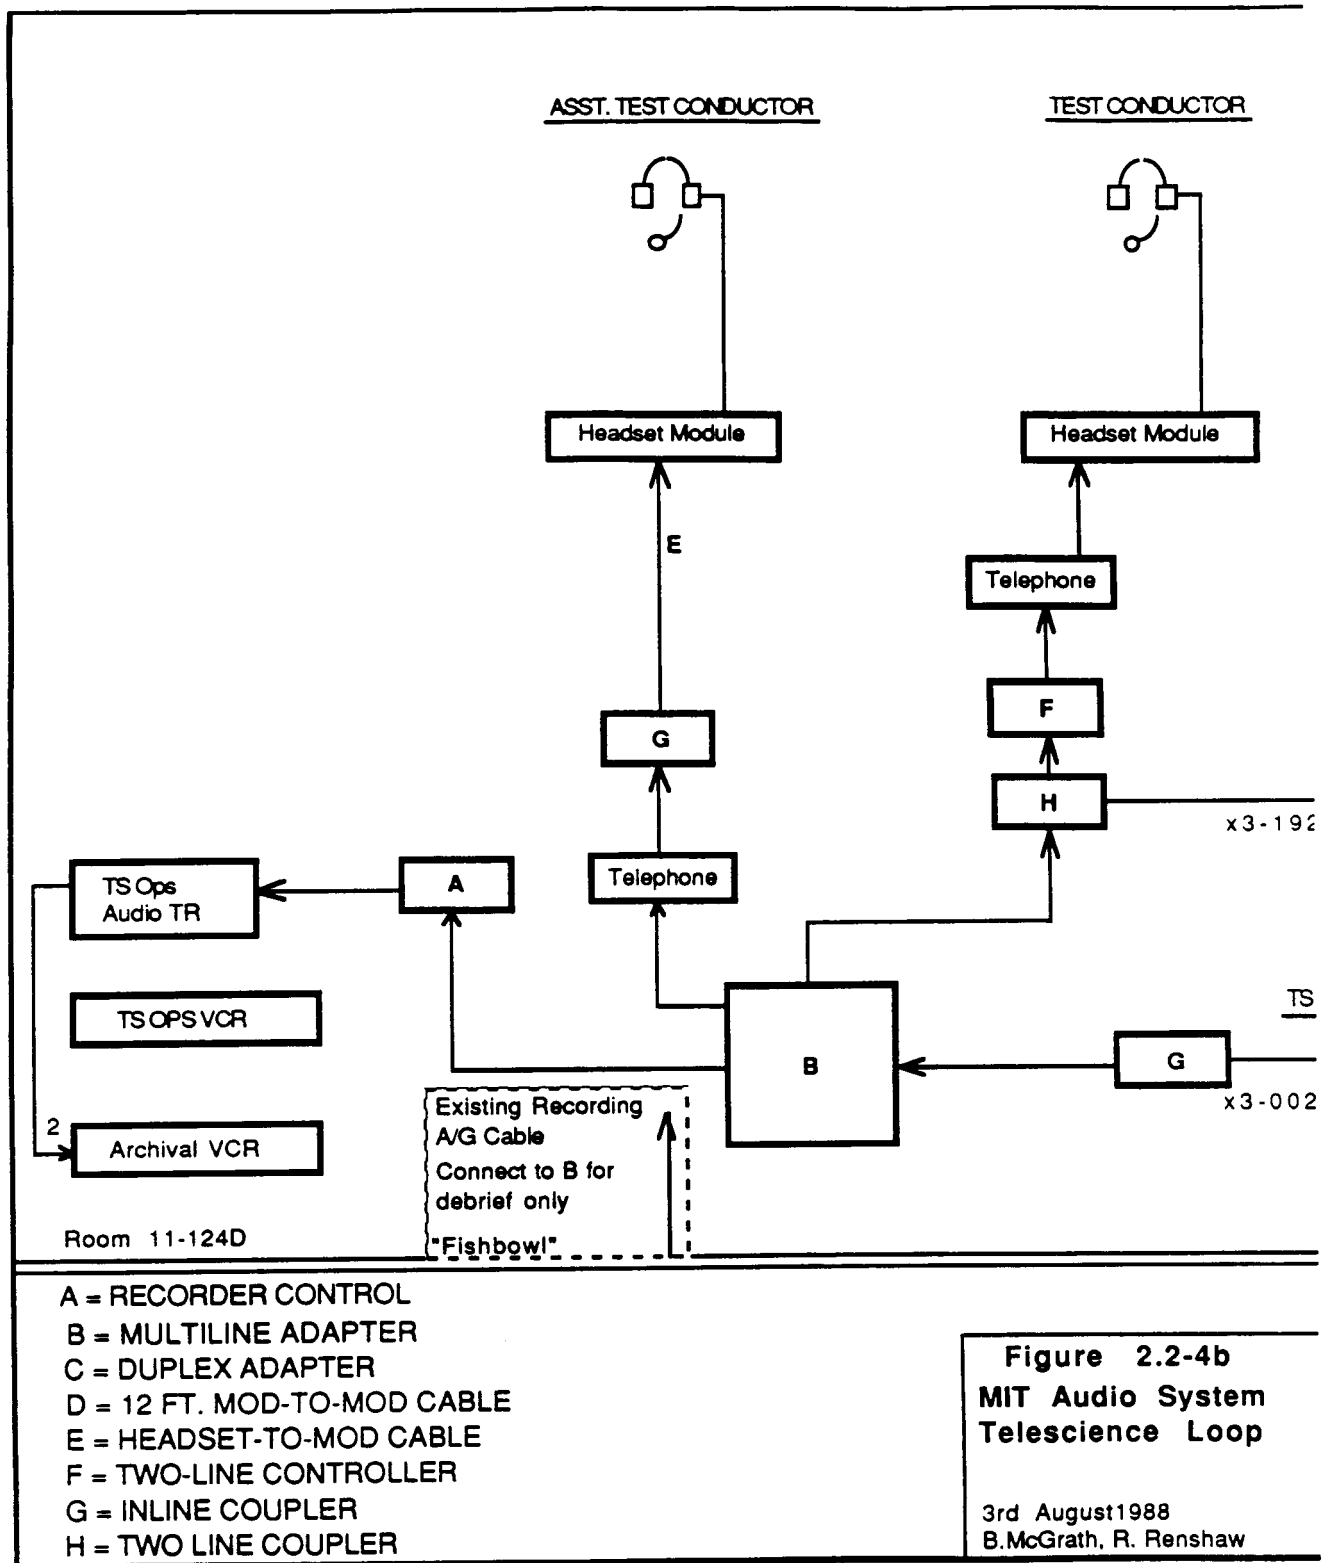 ASST. TEST CONDUCTOR
TEST CONDUCTOR
Headset Module
Headset Module
E
Telephone
F
G
H
x3-192
TS Ops
Audio TR
A
Telephone
TS OPS VCR
TS
B
G
x3-002
2
Archival VCR
Existing Recording
A/G Cable
Connect to B for
debrief only
"Fishbowl"
Room 11-124D
A = RECORDER CONTROL
B = MULTILINE ADAPTER
C = DUPLEX ADAPTER
D = 12 FT. MOD-TO-MOD CABLE
E = HEADSET-TO-MOD CABLE
F = TWO-LINE CONTROLLER
G = INLINE COUPLER
H = TWO LINE COUPLER
Figure 2.2-4b
MIT Audio System
Telescience Loop
3rd August1988
B.McGrath, R. Renshaw